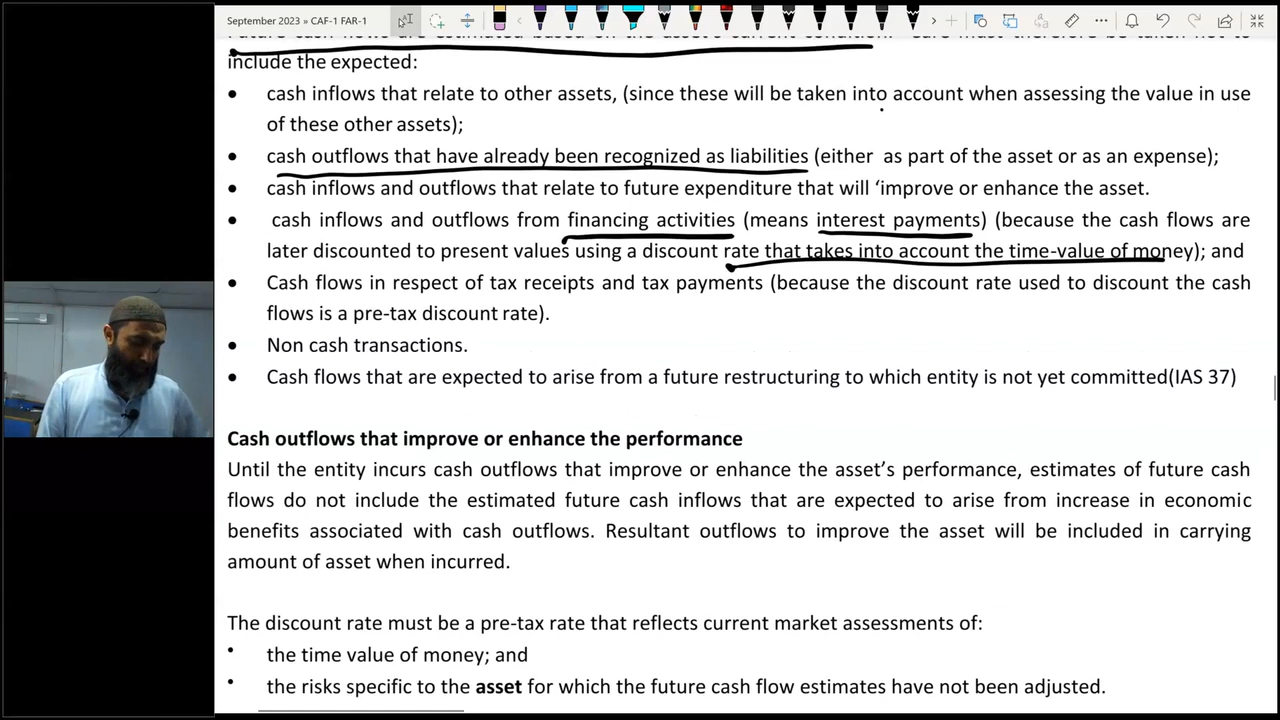 September 2023 » CAF-1 FAR-1
include the expected:
• cash inflows that relate to other assets, (since these will be taken into account when assessing the value in use
of these other assets);
• cash outflows that have already been recognized as liabilities (either as part of the asset or as an expense);
• cash inflows and outflows that relate to future expenditure that will ‘improve or enhance the asset.
• cash inflows and outflows from financing activities (means interest payments) (because the cash flows are
later discounted to present values using a discount rate that takes into account the time-value of money); and
• Cash flows in respect of tax receipts and tax payments (because the discount rate used to discount the cash
flows is a pre-tax discount rate).
• Non cash transactions.
• Cash flows that are expected to arise from a future restructuring to which entity is not yet committed(IAS 37)
Cash outflows that improve or enhance the performance
Until the entity incurs cash outflows that improve or enhance the asset’s performance, estimates of future cash
flows do not include the estimated future cash inflows that are expected to arise from increase in economic
benefits associated with cash outflows. Resultant outflows to improve the asset will be included in carrying
amount of asset when incurred.
The discount rate must be a pre-tax rate that reflects current market assessments of:
• the time value of money; and
• the risks specific to the asset for which the future cash flow estimates have not been adjusted.